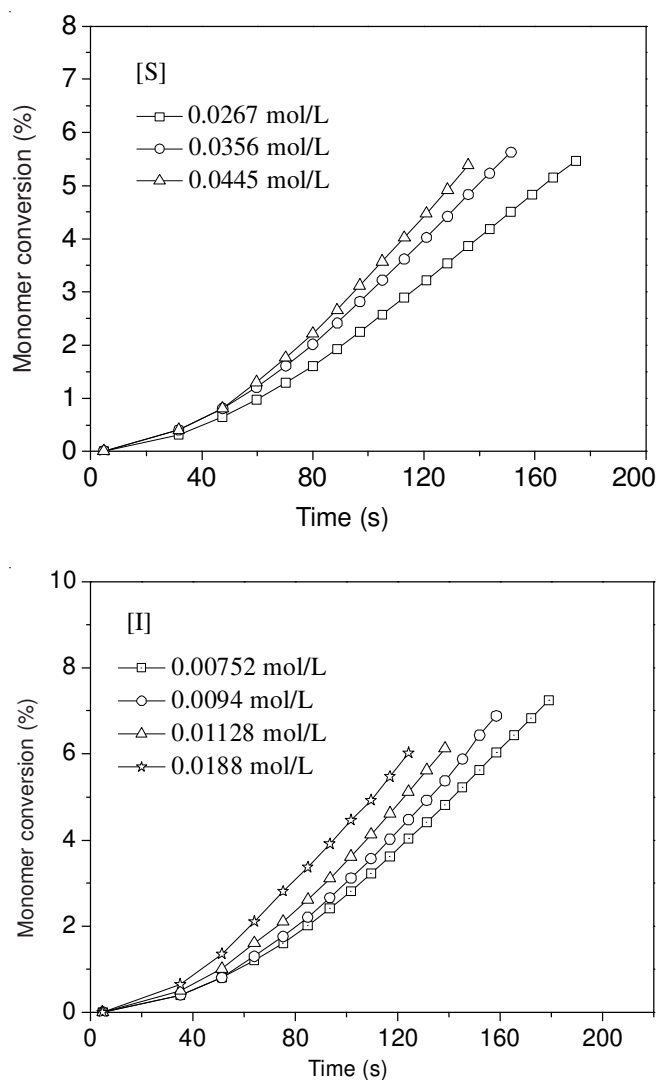 8
7
6
5
4
3
2
1
0
Monomer conversion (%)
[S]
0.0267 mol/L
0.0356 mol/L
0.0445 mol/L
0 40 80 120 160 200
Time (s)
10
8
6
4
2
0
Monomer conversion (%)
[I]
0.00752 mol/L
0.0094 mol/L
0.01128 mol/L
0.0188 mol/L
0 40 80 120 160 200
Time (s)